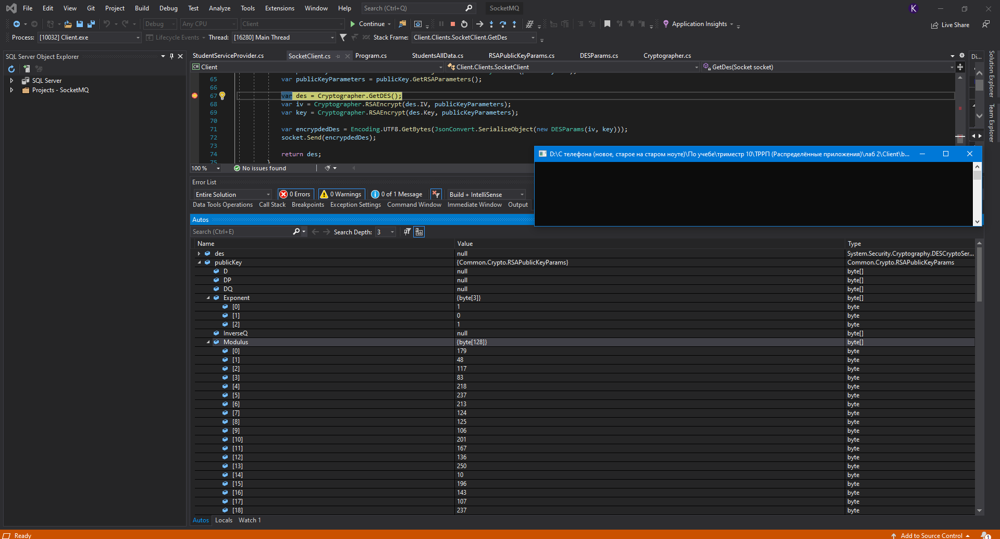 File Edit View Git Project Build Debug Test Analyze Tools Extensions Window Help Search (Ctrl+Q) SocketMQ K
Debug Any CPU Client Continue Application Insights Live Share
Process: [10032] Client.exe Lifecycle Events Thread: [16280] Main Thread Stack Frame: Client.Clients.SocketClient.GetDes
SQL Server Object Explorer
SQL Server
Projects - SocketMQ
StudentServiceProvider.cs SocketClient.cs Program.cs StudentsAllData.cs RSAPublicKeyParams.cs DESParams.cs Cryptographer.cs
Di...
Solution Explorer
Team Explorer
C# Client Client.Clients.SocketClient GetDes(Socket socket)
65 var publicKeyParameters = publicKey.GetRSAParameters();
66
67 var des = Cryptographer.GetDES();
68 var iv = Cryptographer.RSAEncrypt(des.IV, publicKeyParameters);
69 var key = Cryptographer.RSAEncrypt(des.Key, publicKeyParameters);
70
71 var encrypdedDes = Encoding.UTF8.GetBytes(JsonConvert.SerializeObject(new DESParams(iv, key)));
72 socket.Send(encrypdedDes);
73
74 return des;
75 }
100 % No issues found
D:\С телефона (новое, старое на старом ноуте)\По учебе\триместр 10\ТРРП (Распределённые приложения)\лаб 2\Client\b...
Error List
Entire Solution 0 Errors 0 Warnings 0 of 1 Message Build + IntelliSense
Data Tools Operations Call Stack Breakpoints Exception Settings Command Window Immediate Window Output
Autos
Search (Ctrl+E) Search Depth: 3
Name Value Type
des null System.Security.Cryptography.DESCryptoSer...
publicKey {Common.Crypto.RSAPublicKeyParams} Common.Crypto.RSAPublicKeyParams
D null byte[]
DP null byte[]
DQ null byte[]
Exponent {byte[3]} byte[]
[0] 1 byte
[1] 0 byte
[2] 1 byte
InverseQ null byte[]
Modulus {byte[128]} byte[]
[0] 179 byte
[1] 48 byte
[2] 117 byte
[3] 83 byte
[4] 218 byte
[5] 237 byte
[6] 213 byte
[7] 124 byte
[8] 125 byte
[9] 106 byte
[10] 201 byte
[11] 167 byte
[12] 136 byte
[13] 250 byte
[14] 10 byte
[15] 196 byte
[16] 143 byte
[17] 107 byte
[18] 237 byte
Autos Locals Watch 1
Ready Add to Source Control 1